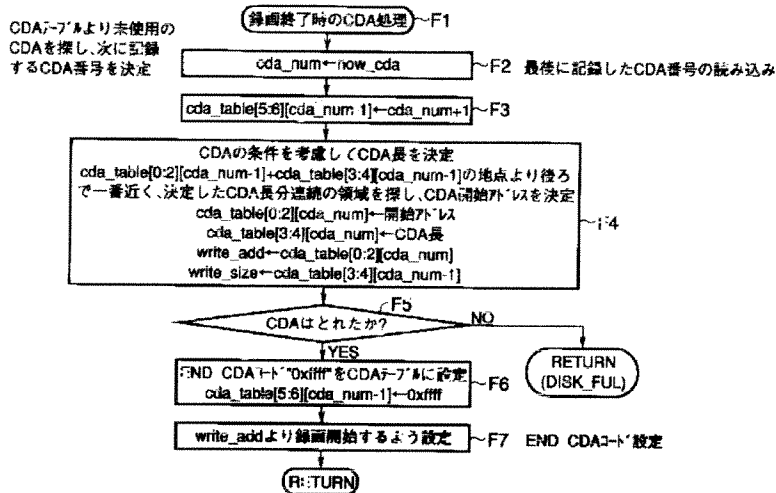 録画終了時のCDA処理
F1
CDAテーブルより未使用の
CDAを探し、次に記録
するCDA番号を決定
cda_num←now_cda
F2 最後に記録したCDA番号の読み込み
cda_table[5:6][cda_num-1]←cda_num+1
F3
CDAの条件を考慮してCDA長を決定
cda_table[0:2][cda_num-1]+cda_table[3:4][cda_num-1]の地点より後ろ
で一番近く、決定したCDA長分連続の領域を探し、CDA開始アドレスを決定
cda_table[0:2][cda_num]←開始アドレス
cda_table[3:4][cda_num]←CDA長
write_add←cda_table[0:2][cda_num]
write_size←cda_table[3:4][cda_num-1]
F4
F5
CDAはとれたか?
NO
YES
RETURN
(DISK_FUL)
END CDAコード"0xffff"をCDAテーブルに設定
cda_table[5:6][cda_num-1]←0xffff
F6
write_addより録画開始するよう設定
F7 END CDAコード設定
RETURN